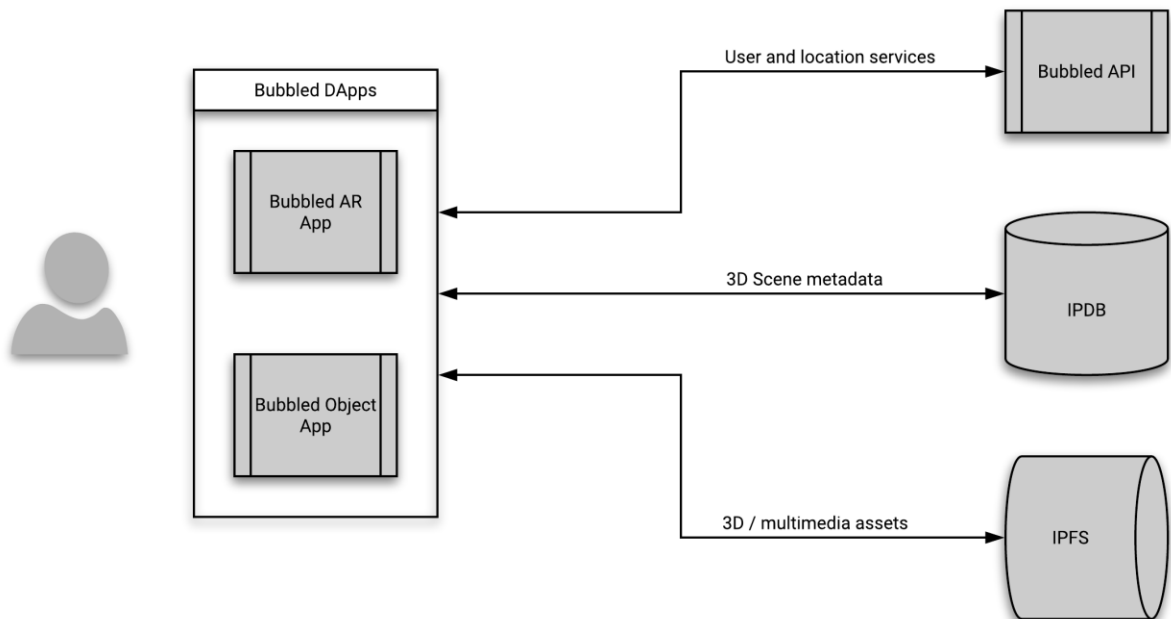 User and location services
Bubbled API
Bubbled DApps
Bubbled AR
App
3D Scene metadata
IPDB
Bubbled Object
App
3D / multimedia assets
IPFS